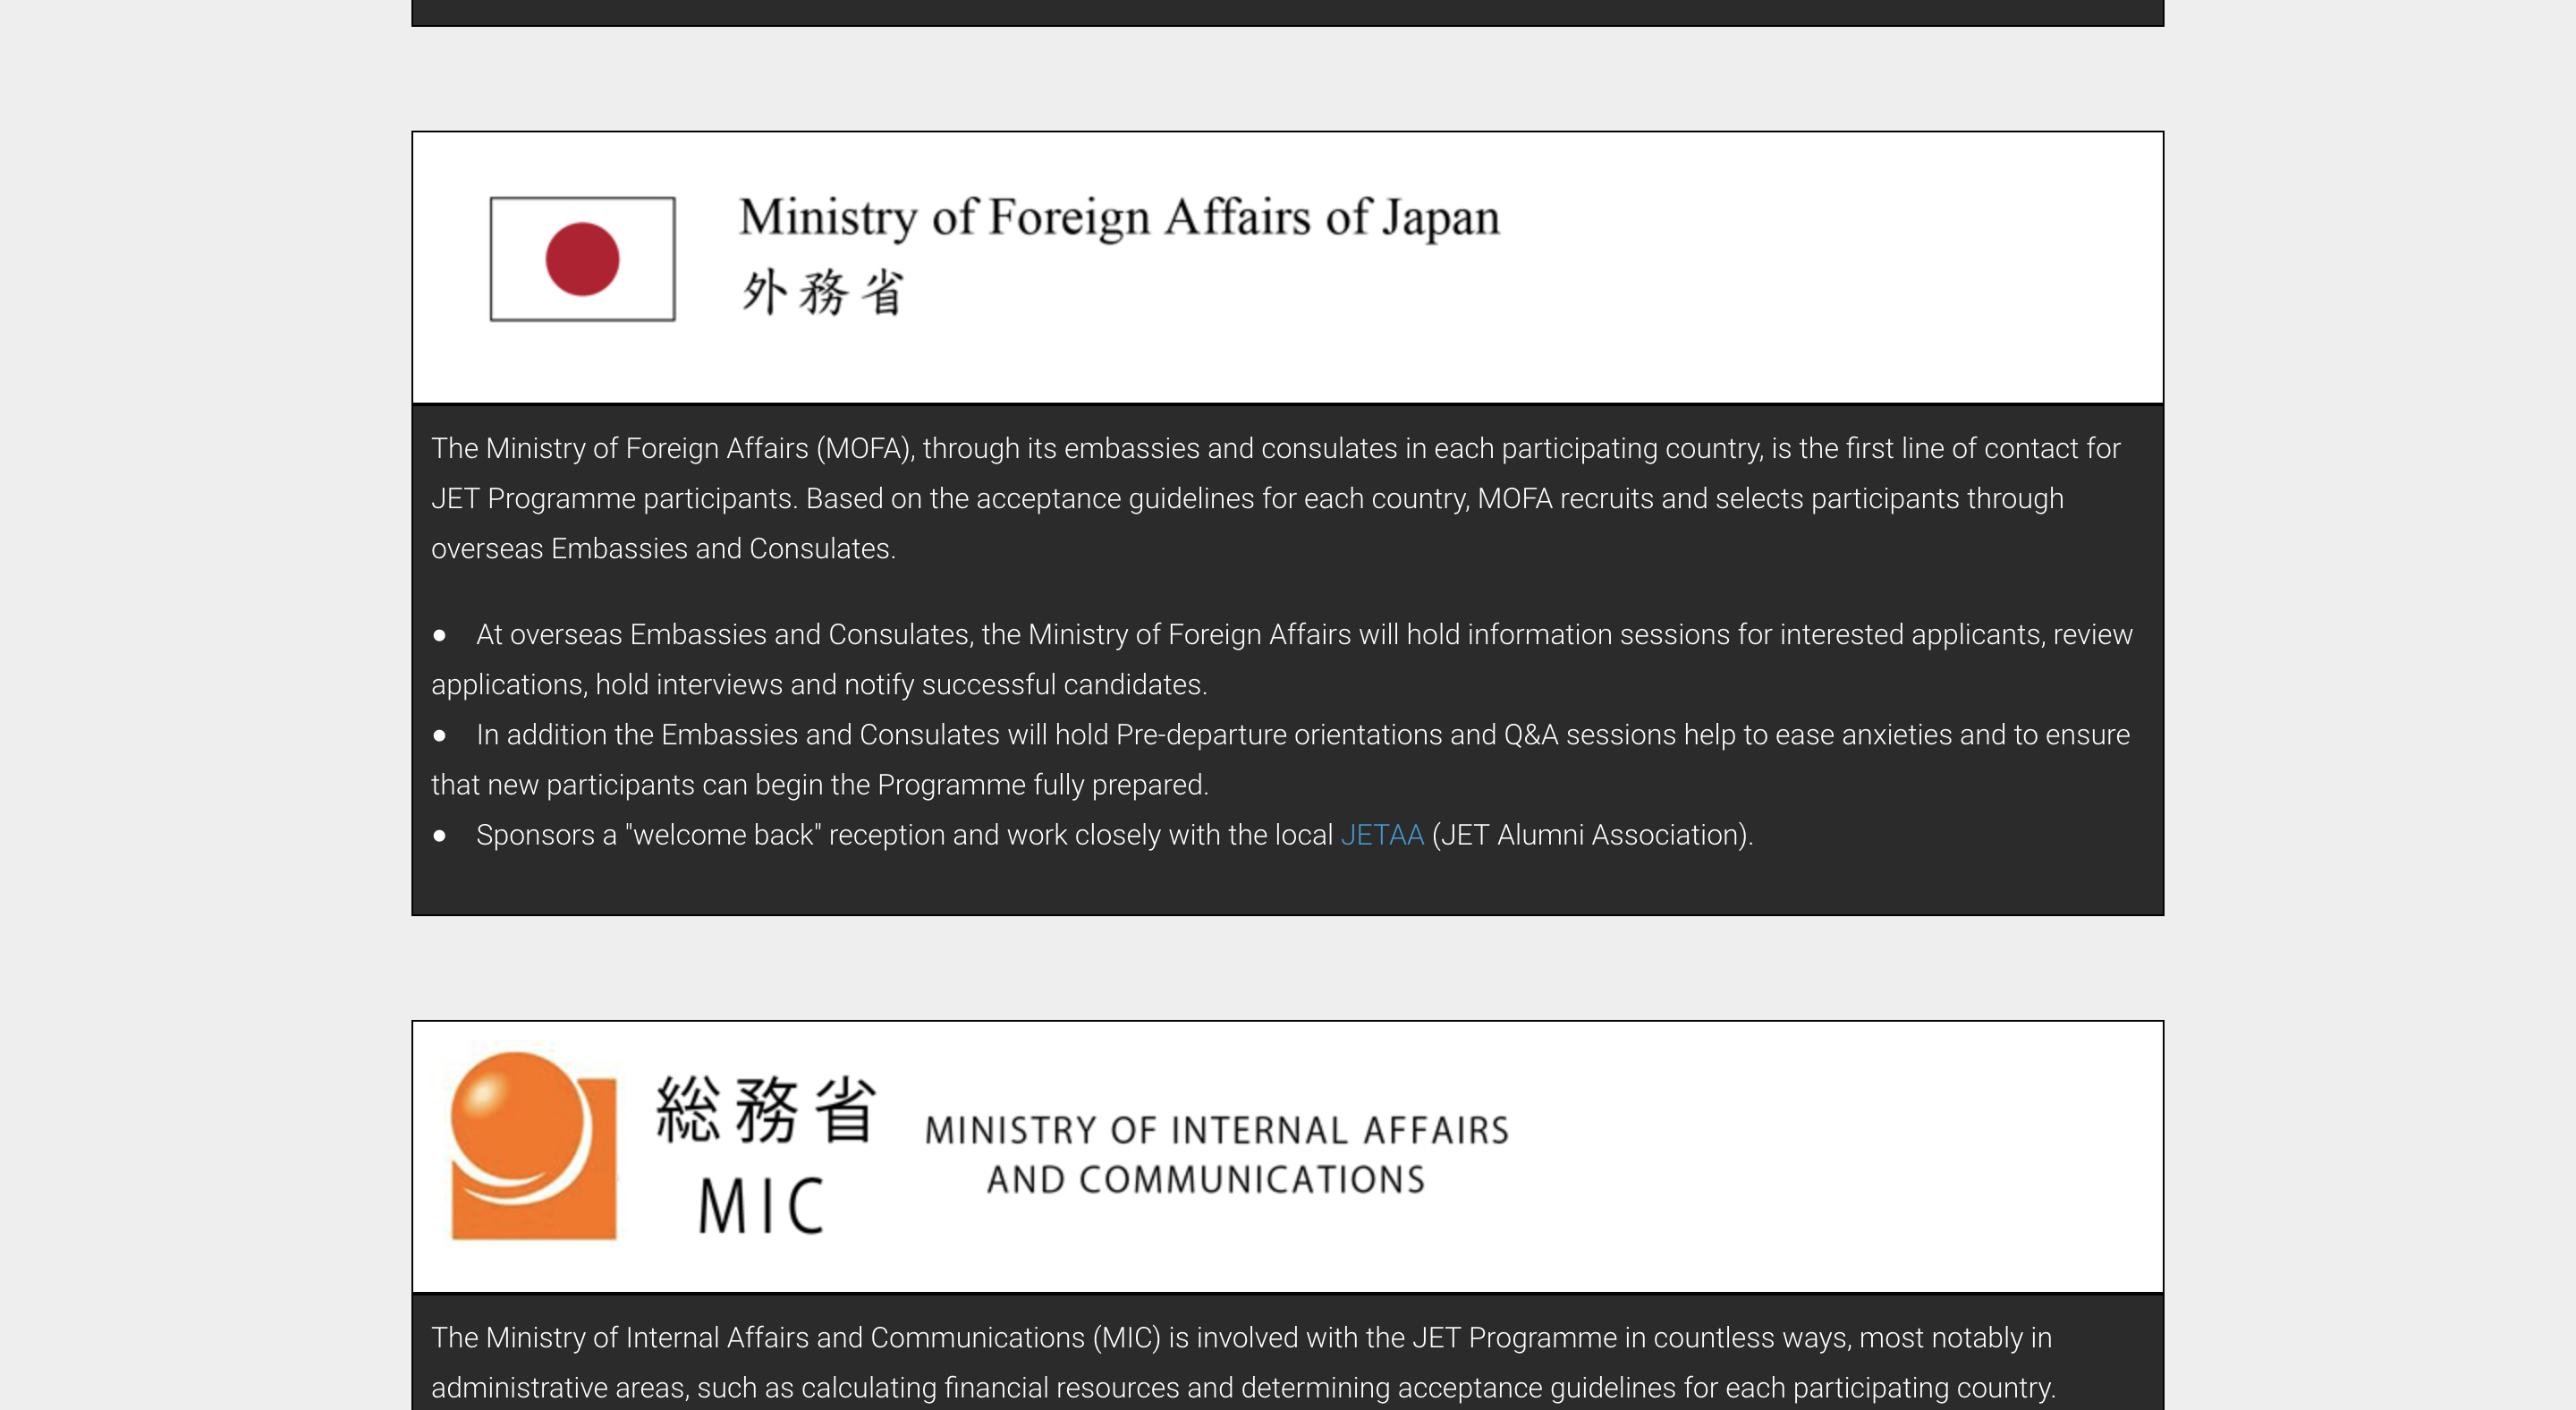 Ministry of Foreign Affairs of Japan
外務省
The Ministry of Foreign Affairs (MOFA), through its embassies and consulates in each participating country, is the first line of contact for
JET Programme participants. Based on the acceptance guidelines for each country, MOFA recruits and selects participants through
overseas Embassies and Consulates.
● At overseas Embassies and Consulates, the Ministry of Foreign Affairs will hold information sessions for interested applicants, review
applications, hold interviews and notify successful candidates.
● In addition the Embassies and Consulates will hold Pre-departure orientations and Q&A sessions help to ease anxieties and to ensure
that new participants can begin the Programme fully prepared.
● Sponsors a "welcome back" reception and work closely with the local JETAA (JET Alumni Association).
総務省
MIC
MINISTRY OF INTERNAL AFFAIRS
AND COMMUNICATIONS
The Ministry of Internal Affairs and Communications (MIC) is involved with the JET Programme in countless ways, most notably in
administrative areas, such as calculating financial resources and determining acceptance guidelines for each participating country.